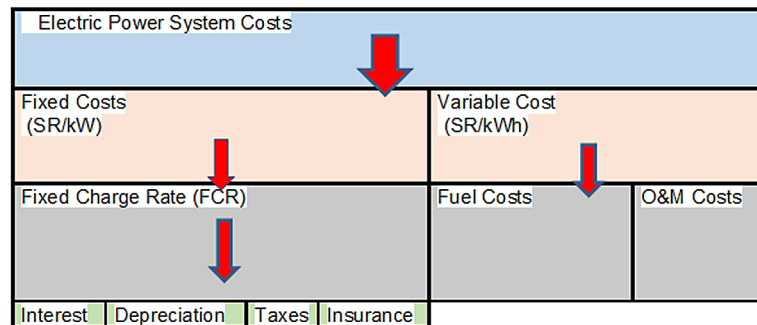 Electric Power System Costs
Fixed Costs
(SR/kW)
Variable Cost
(SR/kWh)
Fixed Charge Rate (FCR)
Fuel Costs
O&M Costs
Interest
Depreciation
Taxes
Insurance